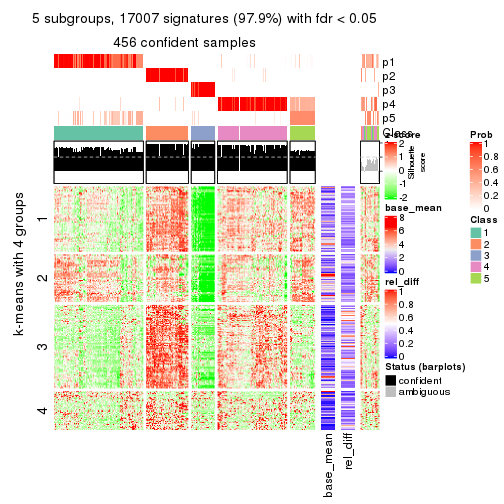 5 subgroups, 17007 signatures (97.9%) with fdr < 0.05
456 confident samples
p1
p2
p3
p4
p5
Class
Silhouette
score
k-means with 4 groups
1
2
3
4
base_mean
rel_diff
z-score
2
1
0
-1
-2
base_mean
8
6
4
2
0
rel_diff
1
0.8
0.6
0.4
0.2
0
Status (barplots)
confident
ambiguous
Prob
1
0.8
0.6
0.4
0.2
0
Class
1
2
3
4
5